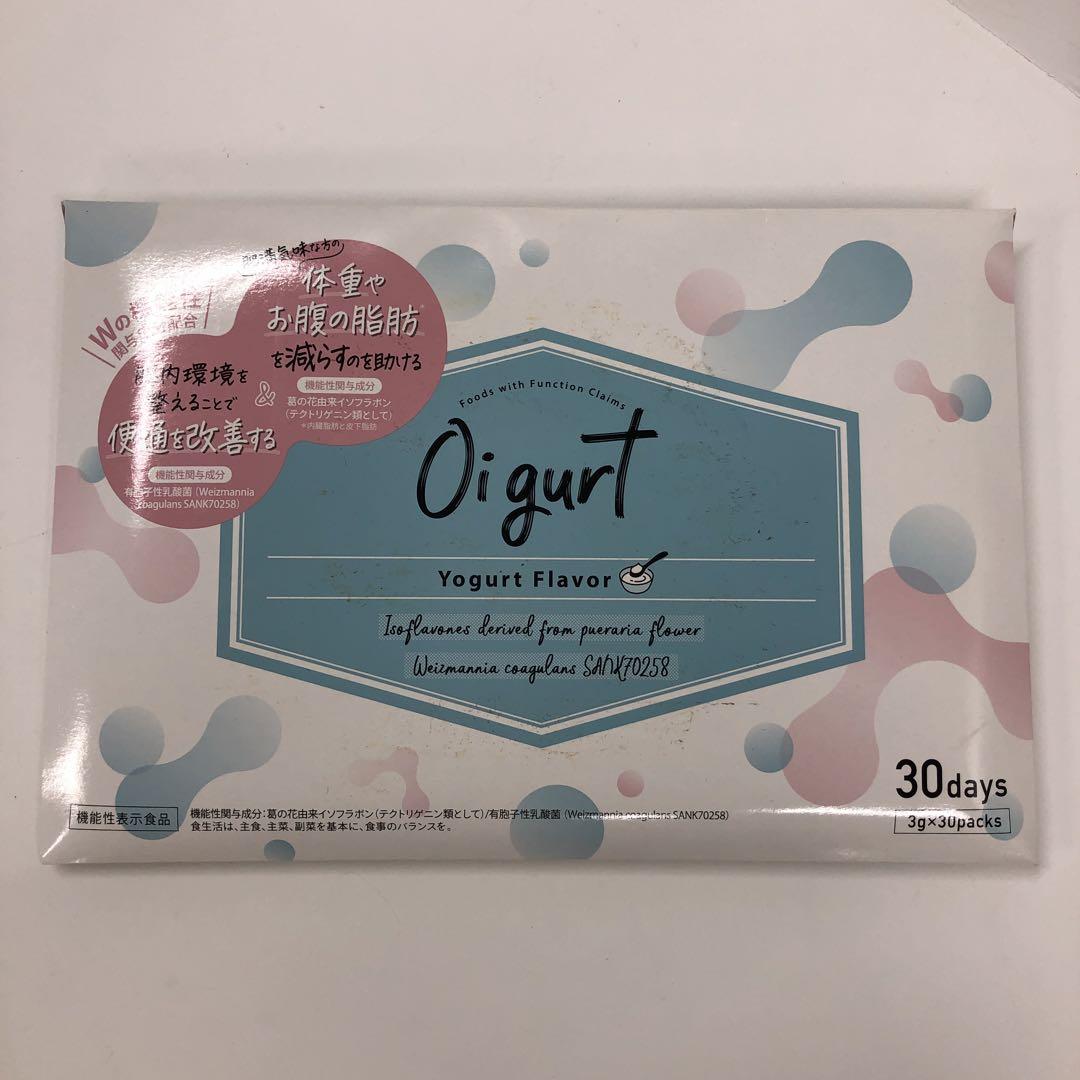 肥満気味な方の
体重や
お腹の脂肪*
を減らすのを助ける
機能性関与成分
葛の花由来イソフラボン
(テクトリゲニン類として)
*内臓脂肪と皮下脂肪
Wの
関与
配合
内環境を
整えることで
便通を改善する
&
機能性関与成分
有胞子性乳酸菌(Weizmannia
coagulans SANK70258)
Foods with Function Claims
Oigurt
Yogurt Flavor
Isoflavones derived from pueraria flower
Weizmannia coagulans SANK70258
30days
3g×30packs
機能性表示食品
機能性関与成分:葛の花由来イソフラボン(テクトリゲニン類として)/有胞子性乳酸菌(Weizmannia coagulans SANK70258)
食生活は、主食、主菜、副菜を基本に、食事のバランスを。